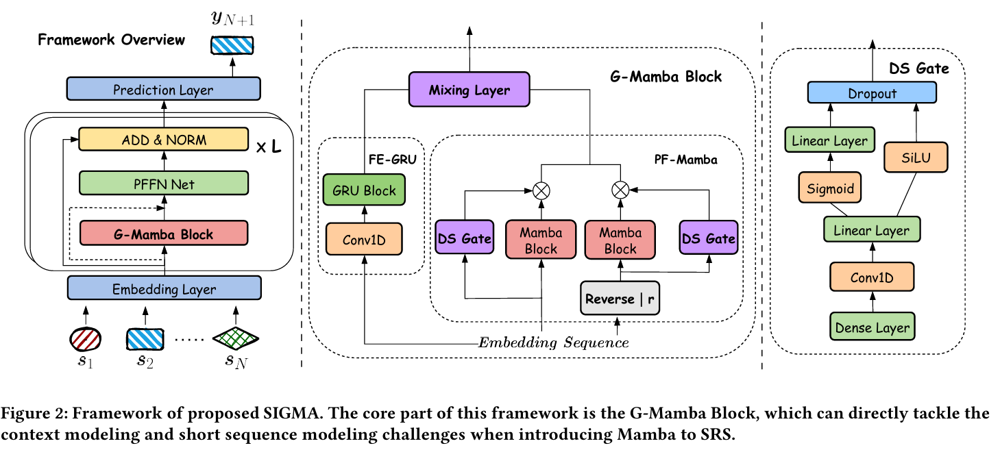 Framework Overview
y_{N+1}
Prediction Layer
ADD & NORM
x L
PFFN Net
G-Mamba Block
Embedding Layer
......
s_1
s_2
s_N
G-Mamba Block
Mixing Layer
FE-GRU
GRU Block
Conv1D
PF-Mamba
DS Gate
Mamba
Block
Mamba
Block
DS Gate
Reverse | r
Embedding Sequence
DS Gate
Dropout
Linear Layer
SiLU
Sigmoid
Linear Layer
Conv1D
Dense Layer
Figure 2: Framework of proposed SIGMA. The core part of this framework is the G-Mamba Block, which can directly tackle the
context modeling and short sequence modeling challenges when introducing Mamba to SRS.